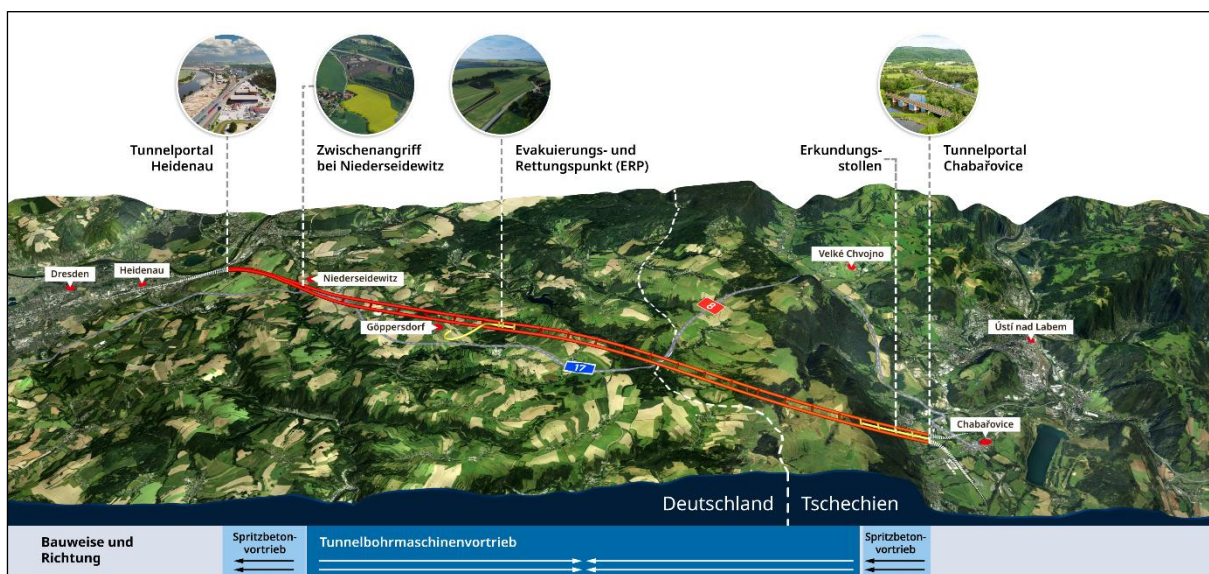 Tunnelportal
Heidenau
Zwischenangriff
bei Niederseidewitz
Evakuierungs- und
Rettungspunkt (ERP)
Erkundungs-
stollen
Tunnelportal
Chabařovice
Dresden
Heidenau
Niederseidewitz
Göppersdorf
17
8
Velké Chvojno
Ústí nad Labem
Chabařovice
Deutschland
Tschechien
Bauweise und
Richtung
Spritzbeton-
vortrieb
Tunnelbohrmaschinenvortrieb
Spritzbeton-
vortrieb